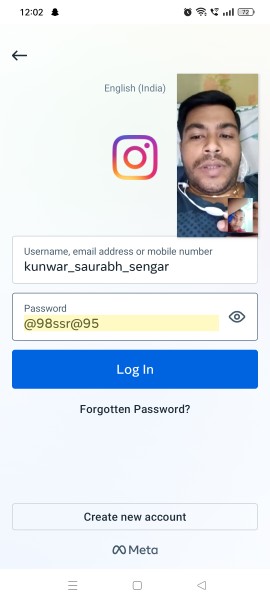 12:02
72
English (India)
Username, email address or mobile number
kunwar_saurabh_sengar
Password
@98ssr@95
Log In
Forgotten Password?
Create new account
Meta